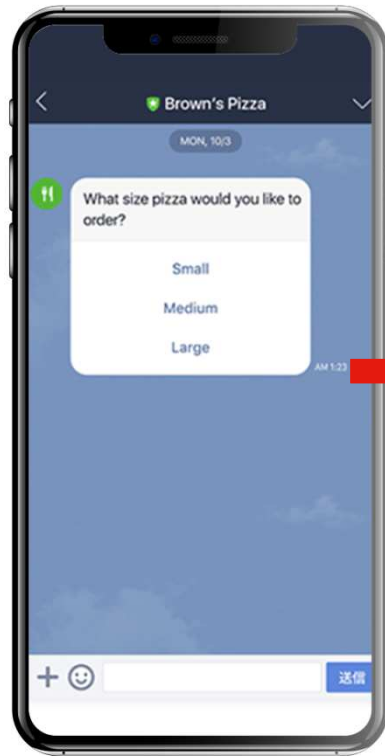 Brown's Pizza
MON, 10/3
What size pizza would you like to
order?
Small
Medium
Large
AM 1:23
送信